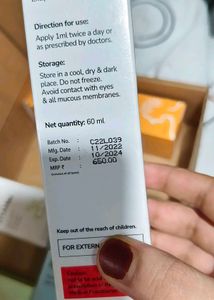 Direction for use:
Apply 1ml twice a day or
as prescribed by doctors.
Storage:
Store in a cool, dry & dark
place. Do not freeze.
Avoid contact with eyes
& all mucous membranes.
Net quantity: 60 ml
Batch No. : C22L039
Mfg. Date : 11/2022
Exp. Date : 10/2024
MRP ₹ : 650.00
Keep out of the reach of children.
FOR EXTERN